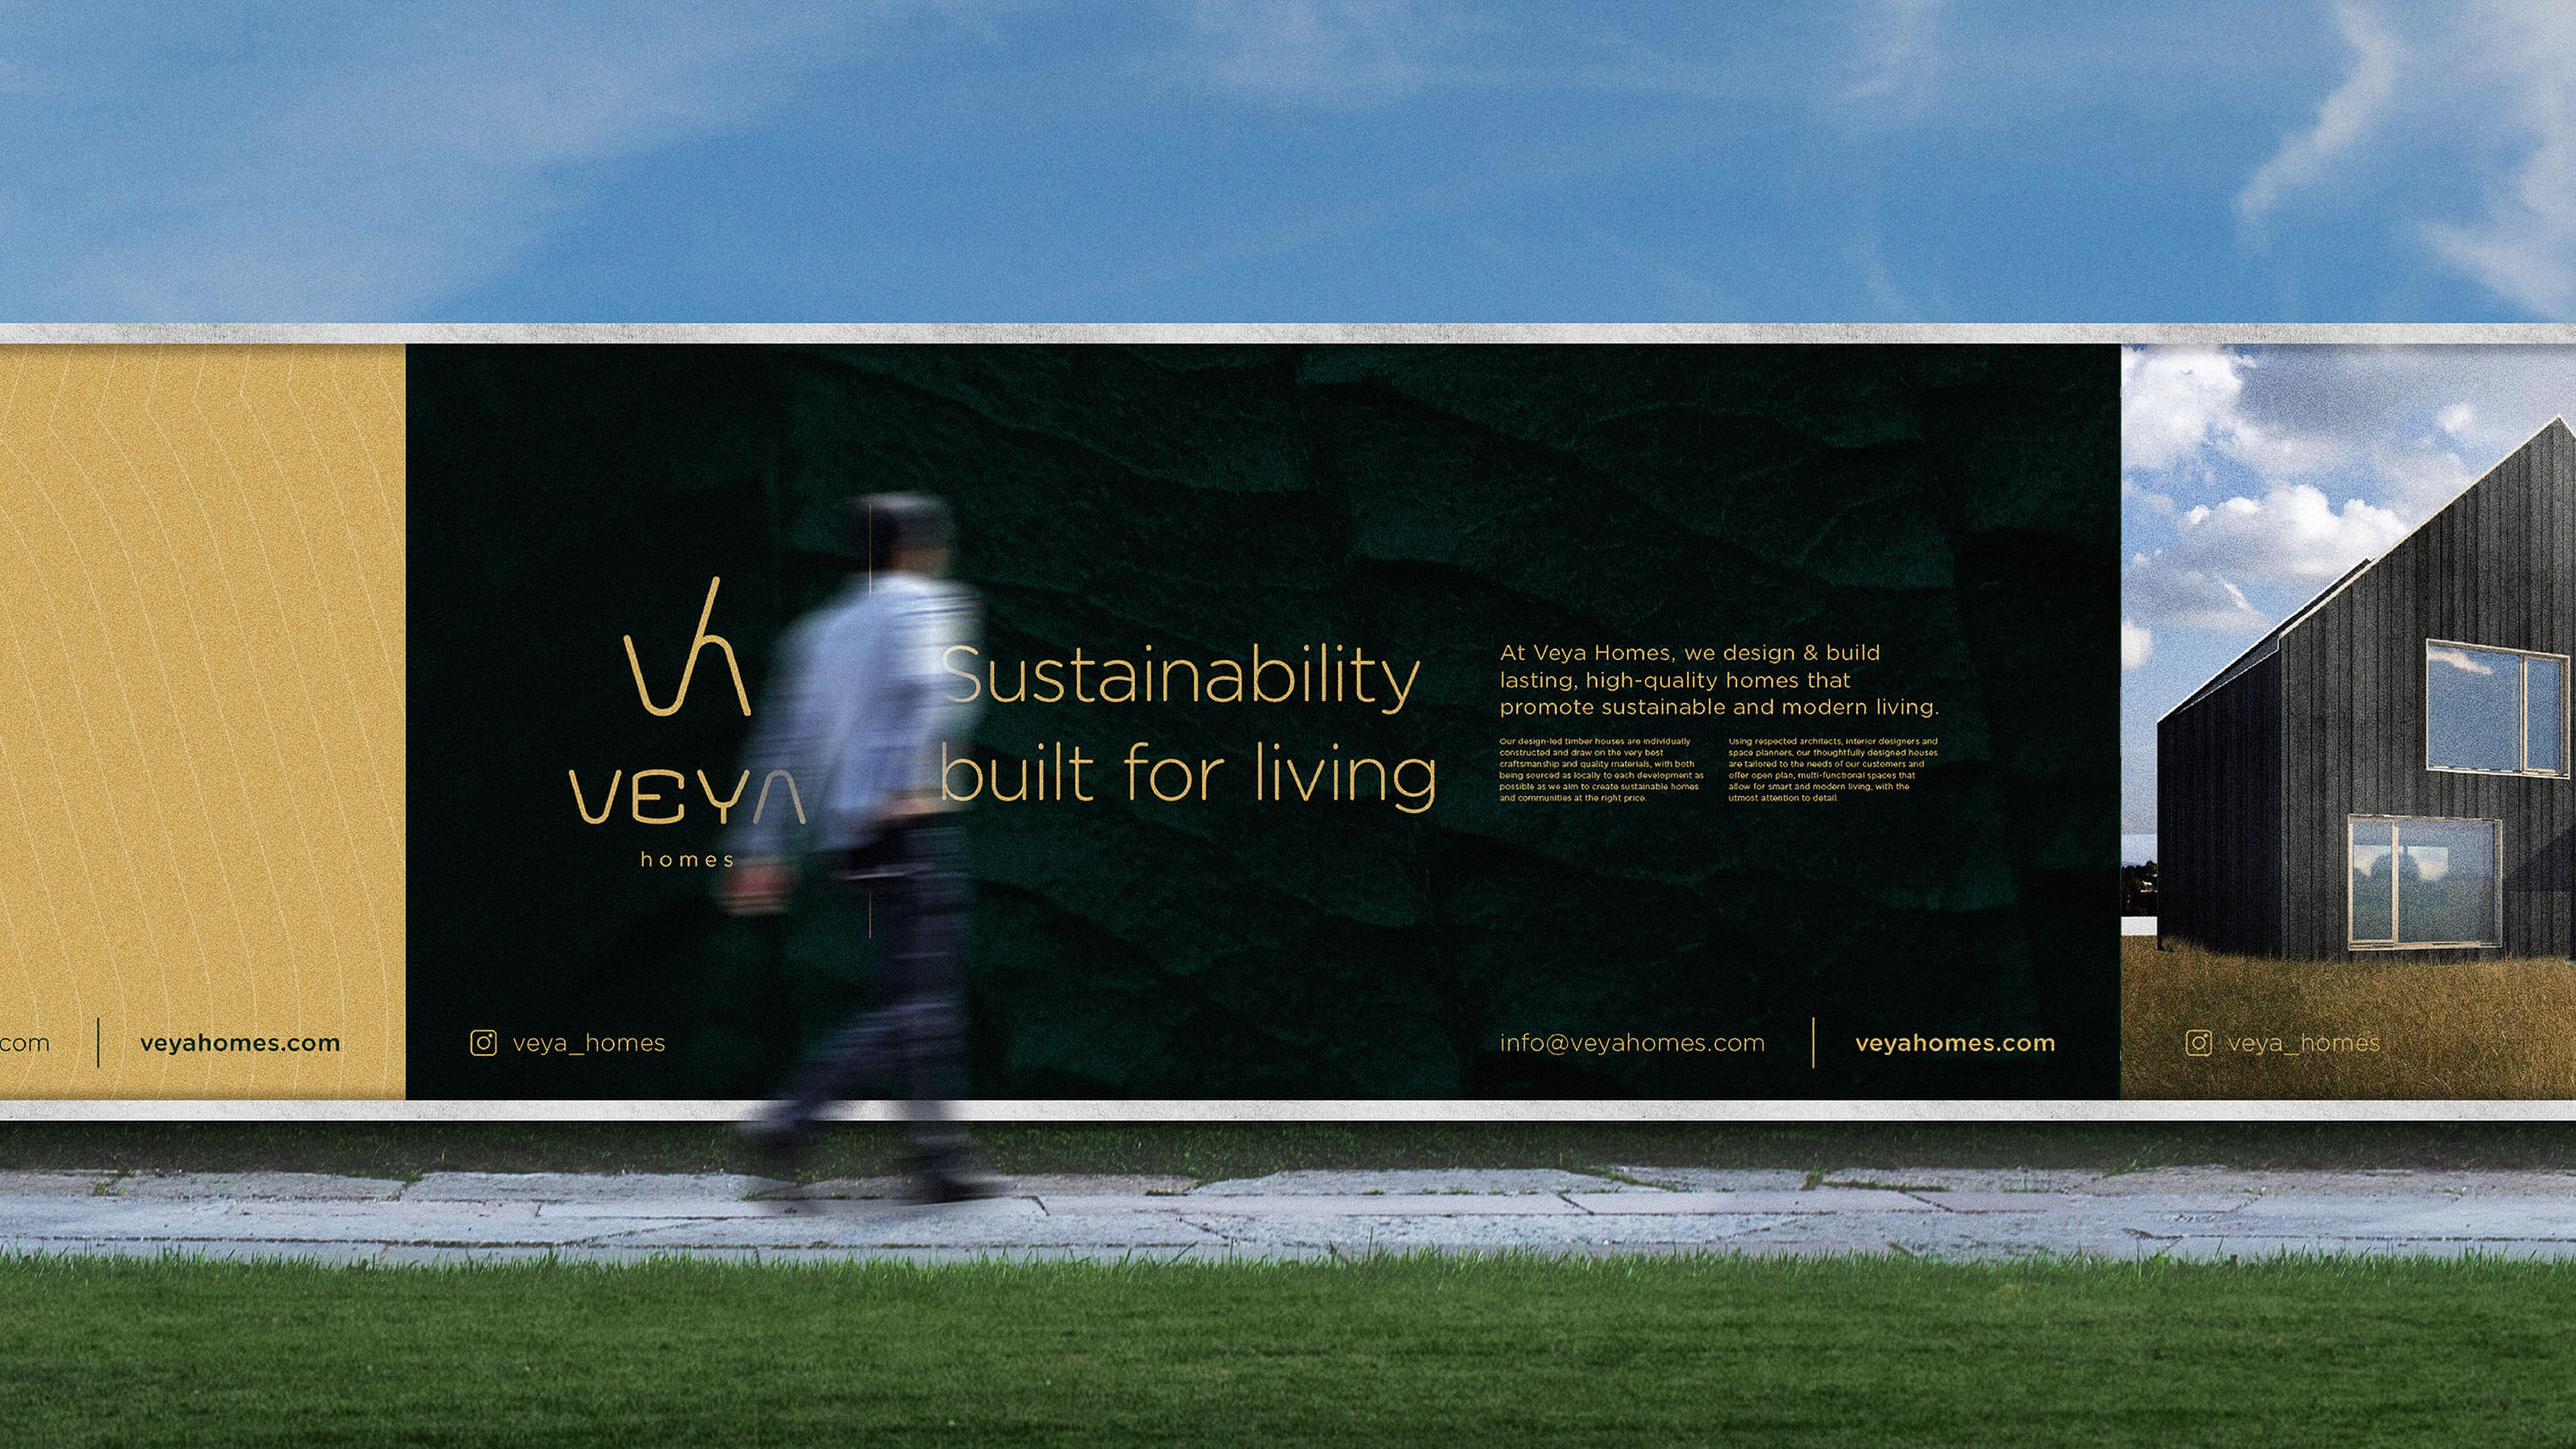 com
veyahomes.com
Vh
VEYA
homes
veya_homes
Sustainability
built for living
At Veya Homes, we design & build
lasting, high-quality homes that
promote sustainable and modern living.
Our design-led timber houses are individually
constructed and draw on the very best
craftsmanship and quality materials, with both
being sourced as locally to each development as
possible as we aim to create sustainable homes
and communities at the right price.
Using respected architects, interior designers and
space planners, our thoughtfully designed houses
are tailored to the needs of our customers and
offer open plan, multi-functional spaces that
allow for smart and modern living, with the
utmost attention to detail.
info@veyahomes.com
veyahomes.com
veya_homes